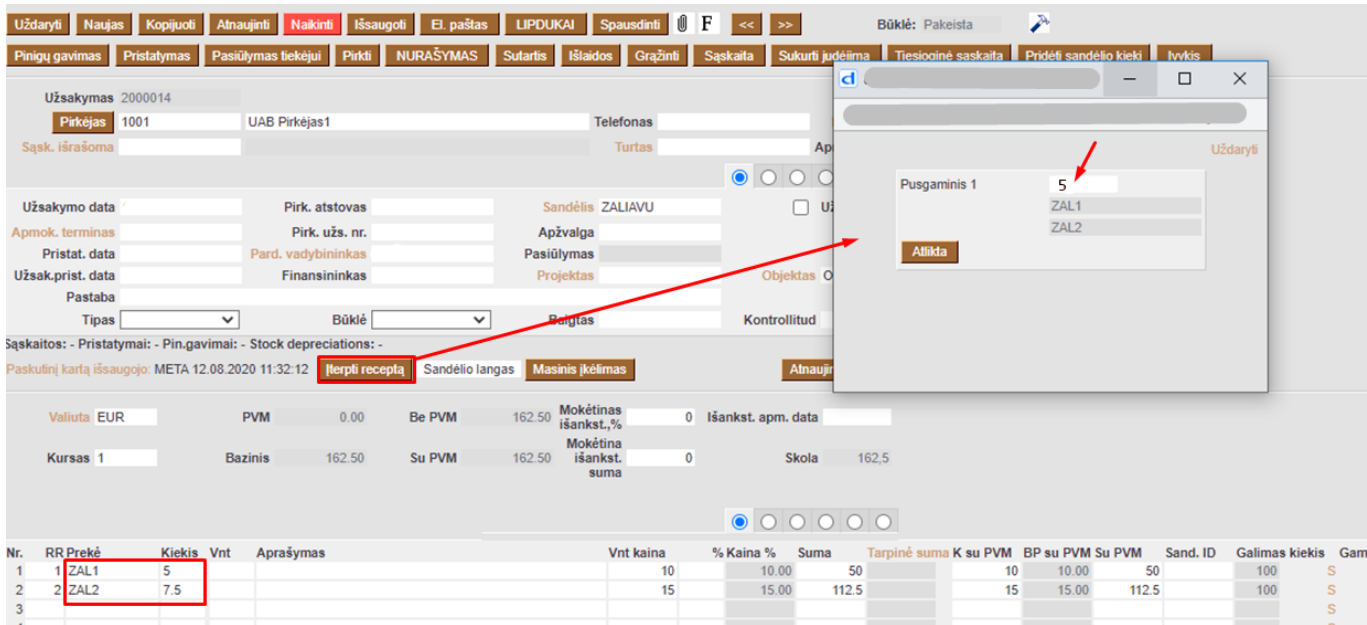 Uždaryti Naujas Kopijuoti Atnaujinti Naikinti Išsaugoti El. paštas LIPDUKAI Spausdinti F << >> Būklė: Pakeista
Pinigų gavimas Pristatymas Pasiūlymas tiekėjui Pirkti NURAŠYMAS Sutartis Išlaidos Grąžinti Sąskaita Sukurti judėjimą Tiesioginė saskaita Pridėti sandėlio kiekį Įvykis
Užsakymas 2000014
Pirkėjas 1001 UAB Pirkėjas1 Telefonas
Sąsk. išrašoma Turtas
Uždaryti
Pusgaminis 1 5
ZAL1
ZAL2
Atlikta
Užsakymo data Pirk. atstovas Sandėlis ZALIAVU
Apmok. terminas Pirk. užs. nr. Apžvalga
Pristat. data Pard. vadybininkas Pasiūlymas
Užsak.prist. data Finansininkas Projektas Objektas
Pastaba
Tipas Būklė Baigtas Kontrollitud
Sąskaitos: - Pristatymai: - Pin.gavimai: - Stock depreciations: -
Paskutinį kartą išsaugojo: META 12.08.2020 11:32:12 Įterpti receptą Sandėlio langas Masinis įkėlimas
Valiuta EUR PVM 0.00 Be PVM 162.50 Mokėtinas išankst.,% 0 Išankst. apm. data
Kursas 1 Bazinis 162.50 Su PVM 162.50 Mokėtina išankst. suma 0 Skola 162,5
Nr. RR Prekė Kiekis Vnt Aprašymas Vnt kaina % Kaina % Suma Tarpinė suma K su PVM BP su PVM Su PVM Sand. ID Galimas kiekis Gam
1 1 ZAL1 5 10 10.00 50 10 10.00 50 100 S
2 2 ZAL2 7.5 15 15.00 112.5 15 15.00 112.5 100 S
3 S